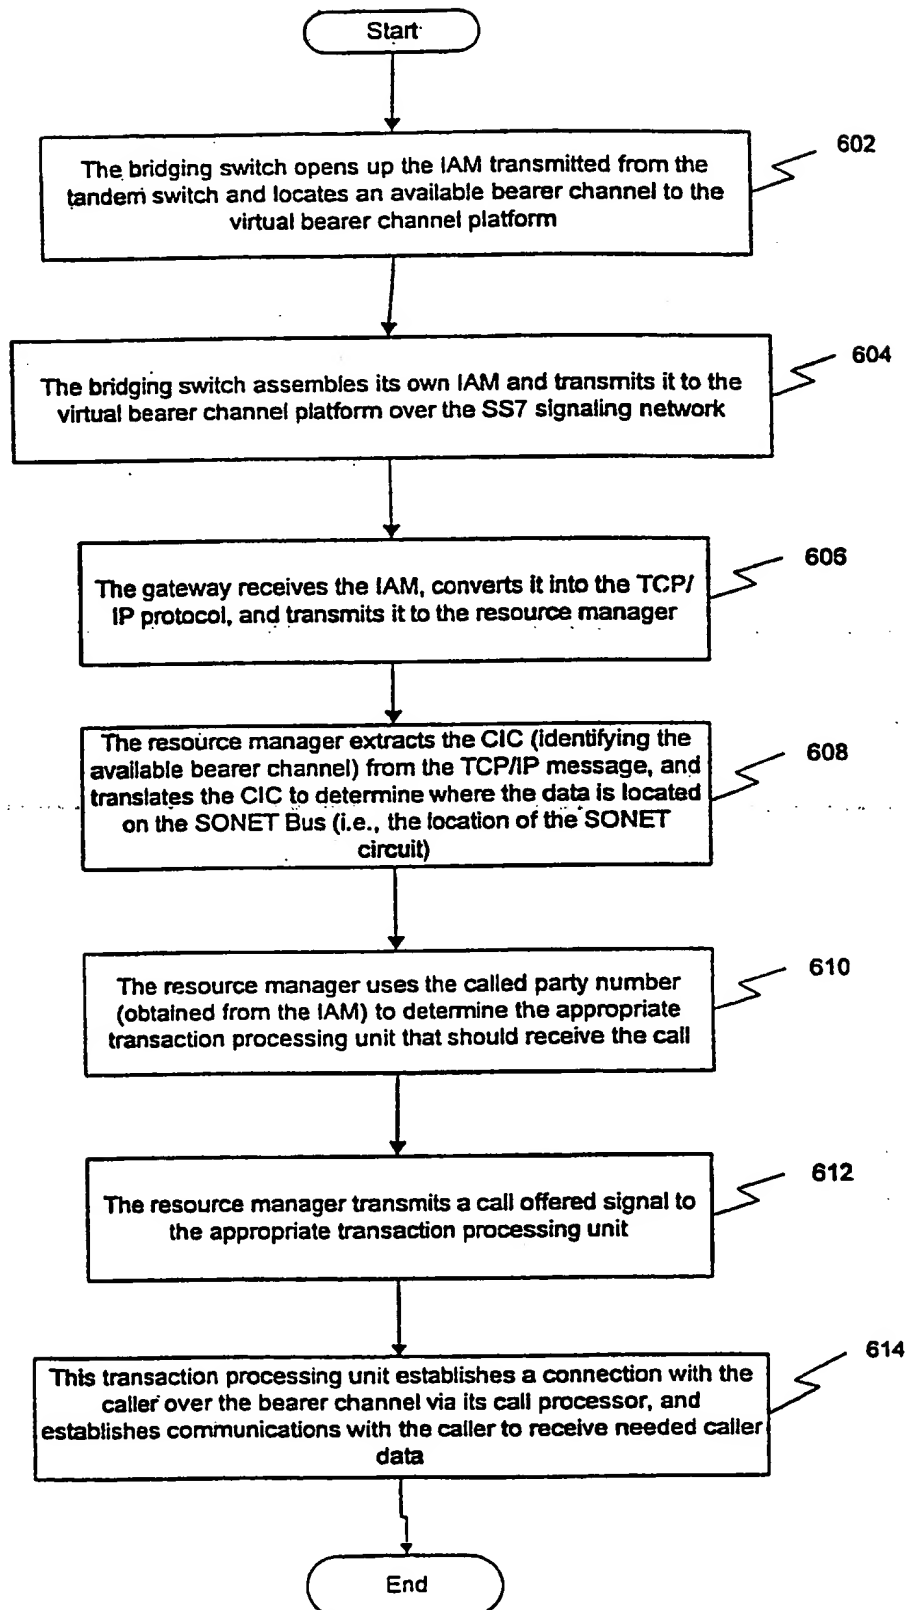 Start
602
The bridging switch opens up the IAM transmitted from the
tandem switch and locates an available bearer channel to the
virtual bearer channel platform
604
The bridging switch assembles its own IAM and transmits it to the
virtual bearer channel platform over the SS7 signaling network
606
The gateway receives the IAM, converts it into the TCP/
IP protocol, and transmits it to the resource manager
608
The resource manager extracts the CIC (identifying the
available bearer channel) from the TCP/IP message, and
translates the CIC to determine where the data is located
on the SONET Bus (i.e., the location of the SONET
circuit)
610
The resource manager uses the called party number
(obtained from the IAM) to determine the appropriate
transaction processing unit that should receive the call
612
The resource manager transmits a call offered signal to
the appropriate transaction processing unit
614
This transaction processing unit establishes a connection with the
caller over the bearer channel via its call processor, and
establishes communications with the caller to receive needed caller
data
End